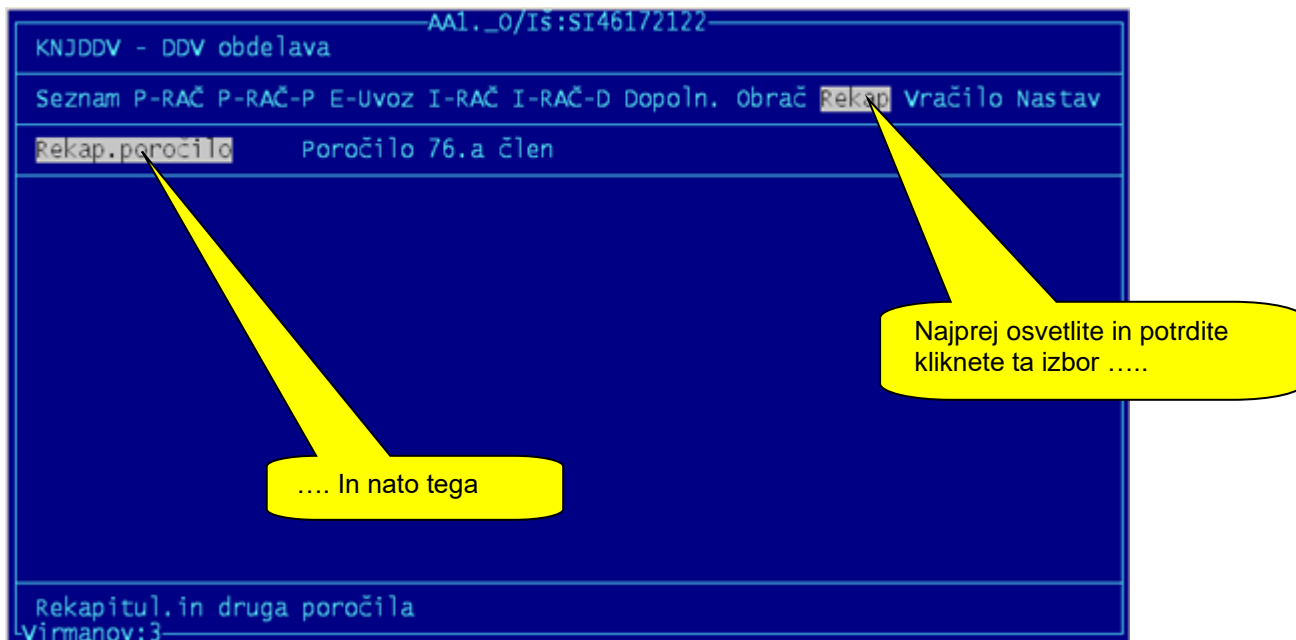 AA1._0/Iš:SI46172122
KNJDDV - DDV obdelava
Seznam P-RAČ P-RAČ-P E-Uvoz I-RAČ I-RAČ-D Dopoln. Obrač Rekap Vračilo Nastav
Rekap.poročilo Poročilo 76.a člen
Najprej osvetlite in potrdite
kliknete ta izbor …..
…. In nato tega
Rekapitul.in druga poročila
Virmanov:3